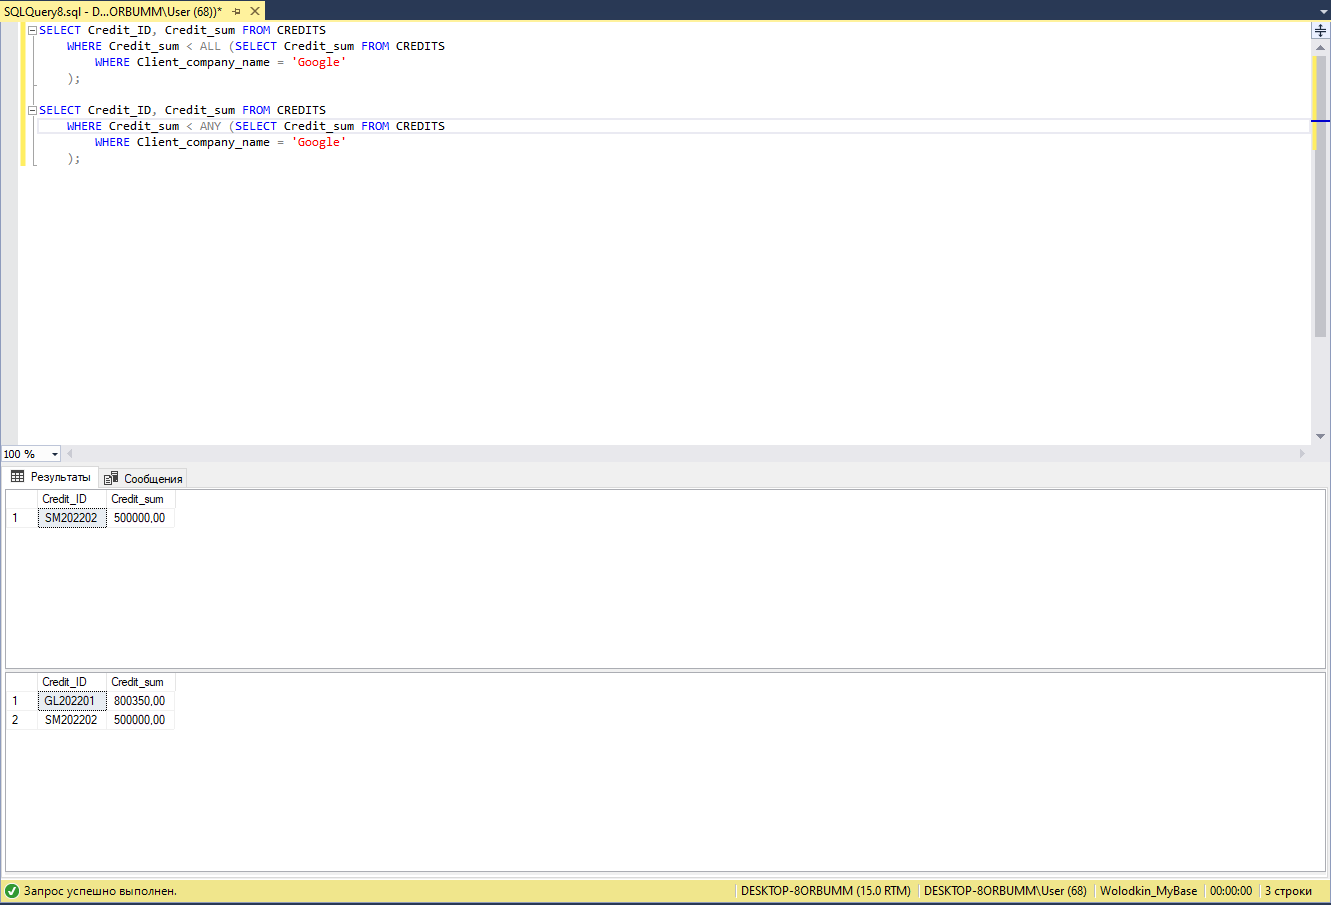 SQLQuery8.sql - D...ORBUMM\User (68))*
SELECT Credit_ID, Credit_sum FROM CREDITS
WHERE Credit_sum < ALL (SELECT Credit_sum FROM CREDITS
WHERE Client_company_name = 'Google'
);
SELECT Credit_ID, Credit_sum FROM CREDITS
WHERE Credit_sum < ANY (SELECT Credit_sum FROM CREDITS
WHERE Client_company_name = 'Google'
);
100 %
Результаты Сообщения
Credit_ID Credit_sum
1 SM202202 500000,00
Credit_ID Credit_sum
1 GL202201 800350,00
2 SM202202 500000,00
Запрос успешно выполнен. DESKTOP-8ORBUMM (15.0 RTM) DESKTOP-8ORBUMM\User (68) Wolodkin_MyBase 00:00:00 3 строки